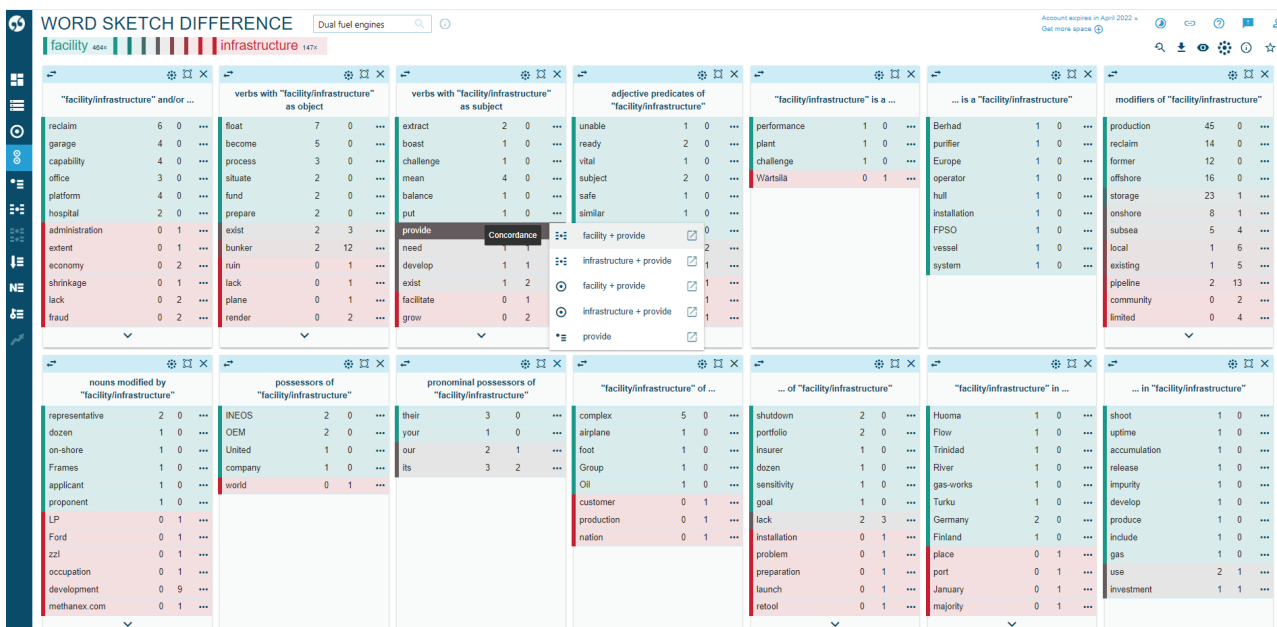 WORD SKETCH DIFFERENCE
Dual fuel engines
Account expires in April 2022 »
Get more space
facility 464× infrastructure 147×
"facility/infrastructure" and/or ...
reclaim 6 0 •••
garage 4 0 •••
capability 4 0 •••
office 3 0 •••
platform 4 0 •••
hospital 2 0 •••
administration 0 1 •••
extent 0 1 •••
economy 0 2 •••
shrinkage 0 1 •••
lack 0 2 •••
fraud 0 2 •••
verbs with "facility/infrastructure"
as object
float 7 0 •••
become 5 0 •••
process 3 0 •••
situate 2 0 •••
fund 2 0 •••
prepare 2 0 •••
exist 2 3 •••
bunker 2 12 •••
ruin 0 1 •••
lack 0 1 •••
plane 0 1 •••
render 0 2 •••
verbs with "facility/infrastructure"
as subject
extract 2 0 •••
boast 1 0 •••
challenge 1 0 •••
mean 4 0 •••
balance 1 0 •••
put 1 0 •••
provide
need 1 1
develop 1 1
exist 1 2
facilitate 0 1
grow 0 2
Concordance
facility + provide
infrastructure + provide
facility + provide
infrastructure + provide
provide
adjective predicates of
"facility/infrastructure"
unable 1 0 •••
ready 2 0 •••
vital 1 0 •••
subject 2 0 •••
safe 1 0 •••
similar 1 0 •••
0 •••
2 •••
1 •••
1 •••
1 •••
1 •••
"facility/infrastructure" is a ...
performance 1 0 •••
plant 1 0 •••
challenge 1 0 •••
Wärtsilä 0 1 •••
... is a "facility/infrastructure"
Berhad 1 0 •••
purifier 1 0 •••
Europe 1 0 •••
operator 1 0 •••
hull 1 0 •••
installation 1 0 •••
FPSO 1 0 •••
vessel 1 0 •••
system 1 0 •••
modifiers of "facility/infrastructure"
production 45 0 •••
reclaim 14 0 •••
former 12 0 •••
offshore 16 0 •••
storage 23 1 •••
onshore 8 1 •••
subsea 5 4 •••
local 1 6 •••
existing 1 5 •••
pipeline 2 13 •••
community 0 2 •••
limited 0 4 •••
nouns modified by
"facility/infrastructure"
representative 2 0 •••
dozen 1 0 •••
on-shore 1 0 •••
Frames 1 0 •••
applicant 1 0 •••
proponent 1 0 •••
LP 0 1 •••
Ford 0 1 •••
zzl 0 1 •••
occupation 0 1 •••
development 0 9 •••
methanex.com 0 1 •••
possessors of
"facility/infrastructure"
INEOS 2 0 •••
OEM 2 0 •••
United 1 0 •••
company 1 0 •••
world 0 1 •••
pronominal possessors of
"facility/infrastructure"
their 3 0 •••
your 1 0 •••
our 2 1 •••
its 3 2 •••
"facility/infrastructure" of ...
complex 5 0 •••
airplane 1 0 •••
foot 1 0 •••
Group 1 0 •••
Oil 1 0 •••
customer 0 1 •••
production 0 1 •••
nation 0 1 •••
... of "facility/infrastructure"
shutdown 2 0 •••
portfolio 2 0 •••
insurer 1 0 •••
dozen 1 0 •••
sensitivity 1 0 •••
goal 1 0 •••
lack 2 3 •••
installation 0 1 •••
problem 0 1 •••
preparation 0 1 •••
launch 0 1 •••
retool 0 1 •••
"facility/infrastructure" in ...
Huoma 1 0 •••
Flow 1 0 •••
Trinidad 1 0 •••
River 1 0 •••
gas-works 1 0 •••
Turku 1 0 •••
Germany 2 0 •••
Finland 1 0 •••
place 0 1 •••
port 0 1 •••
January 0 1 •••
majority 0 1 •••
... in "facility/infrastructure"
shoot 1 0 •••
uptime 1 0 •••
accumulation 1 0 •••
release 1 0 •••
impurity 1 0 •••
develop 1 0 •••
produce 1 0 •••
include 1 0 •••
gas 1 0 •••
use 2 1 •••
investment 1 1 •••